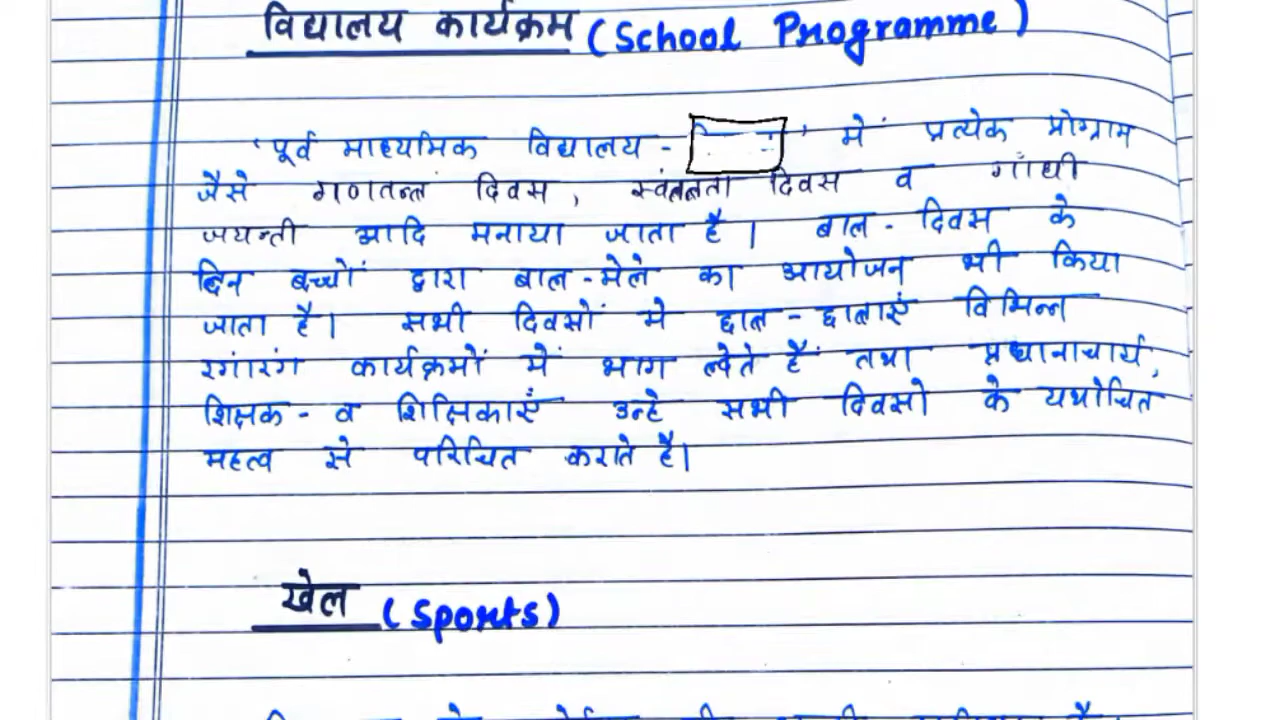 विद्यालय कार्यक्रम (School Programme)
'पूर्व माध्यमिक विद्यालय - ' में प्रत्येक प्रोग्राम
जैसे गणतन्त्र दिवस, स्वंतत्रता दिवस व गाँधी
जयन्ती आदि मनाया जाता है। बाल - दिवस के
दिन बच्चों द्वारा बाल - मेले का आयोजन भी किया
जाता है। सभी दिवसों मे छात्र - छात्राएं विभिन्न
रंगारंग कार्यक्रमों में भाग लेते हैं तथा प्रधानाचार्य,
शिक्षक - व शिक्षिकाएँ उन्हे सभी दिवसो के यथोचित
महत्व से परिचित कराते है।
खेल (Sports)